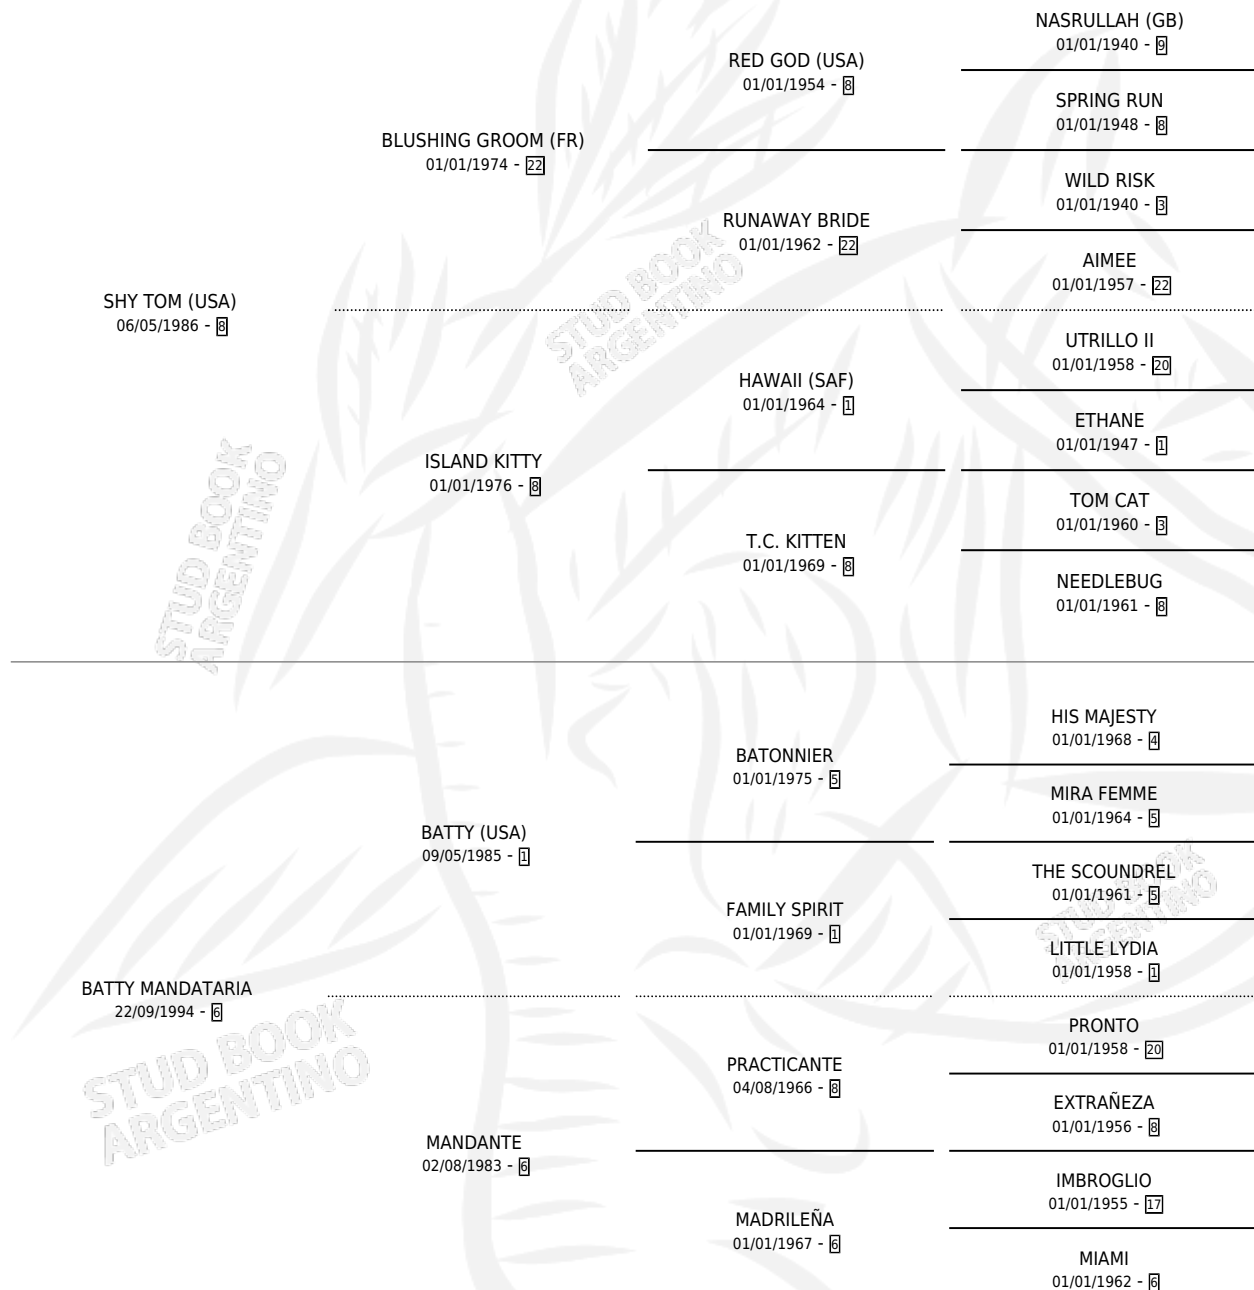 NASRULLAH (GB)
01/01/1940 - 9
RED GOD (USA)
01/01/1954 - 8
SPRING RUN
01/01/1948 - 8
BLUSHING GROOM (FR)
01/01/1974 - 22
WILD RISK
01/01/1940 - 3
RUNAWAY BRIDE
01/01/1962 - 22
AIMEE
01/01/1957 - 22
SHY TOM (USA)
06/05/1986 - 8
UTRILLO II
01/01/1958 - 20
HAWAII (SAF)
01/01/1964 - 1
ETHANE
01/01/1947 - 1
ISLAND KITTY
01/01/1976 - 8
TOM CAT
01/01/1960 - 3
T.C. KITTEN
01/01/1969 - 8
NEEDLEBUG
01/01/1961 - 8
HIS MAJESTY
01/01/1968 - 4
BATONNIER
01/01/1975 - 5
MIRA FEMME
01/01/1964 - 5
BATTY (USA)
09/05/1985 - 1
THE SCOUNDREL
01/01/1961 - 5
FAMILY SPIRIT
01/01/1969 - 1
LITTLE LYDIA
01/01/1958 - 1
BATTY MANDATARIA
22/09/1994 - 6
PRONTO
01/01/1958 - 20
PRACTICANTE
04/08/1966 - 8
EXTRAÑEZA
01/01/1956 - 8
MANDANTE
02/08/1983 - 6
IMBROGLIO
01/01/1955 - 17
MADRILEÑA
01/01/1967 - 6
MIAMI
01/01/1962 - 6
STUD BOOK
ARGENTINO
STUD BOOK
ARGENTINO
STUD BOOK
ARGENTINO
STUD BOOK
ARGENTINO